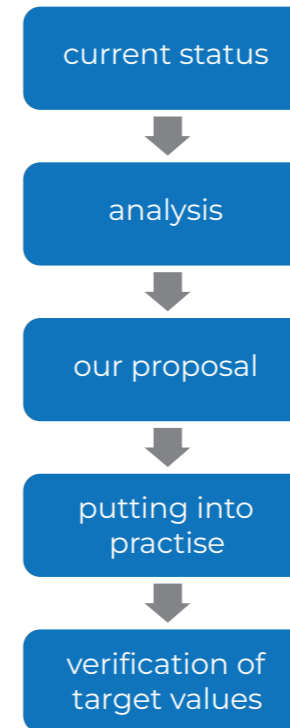 current status
analysis
our proposal
putting into
practise
verification of
target values